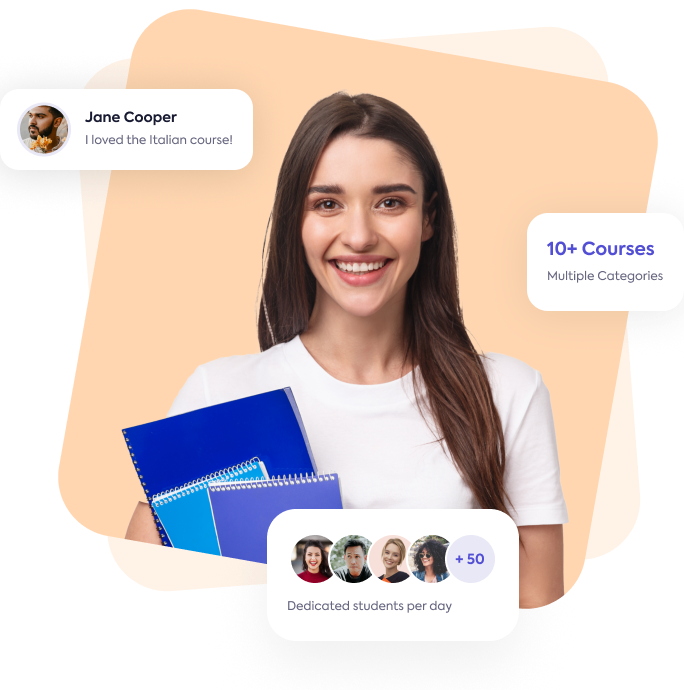 Jane Cooper
I loved the Italian course!
10+ Courses
Multiple Categories
+ 50
Dedicated students per day